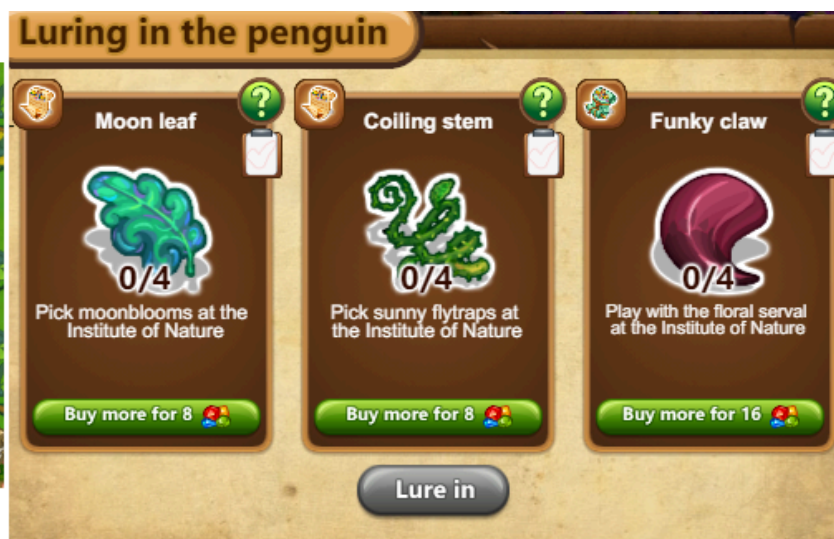 Luring in the penguin
Moon leaf
0/4
Pick moonblooms at the
Institute of Nature
Buy more for 8
Coiling stem
0/4
Pick sunny flytraps at
the Institute of Nature
Buy more for 8
Funky claw
0/4
Play with the floral serval
at the Institute of Nature
Buy more for 16
Lure in